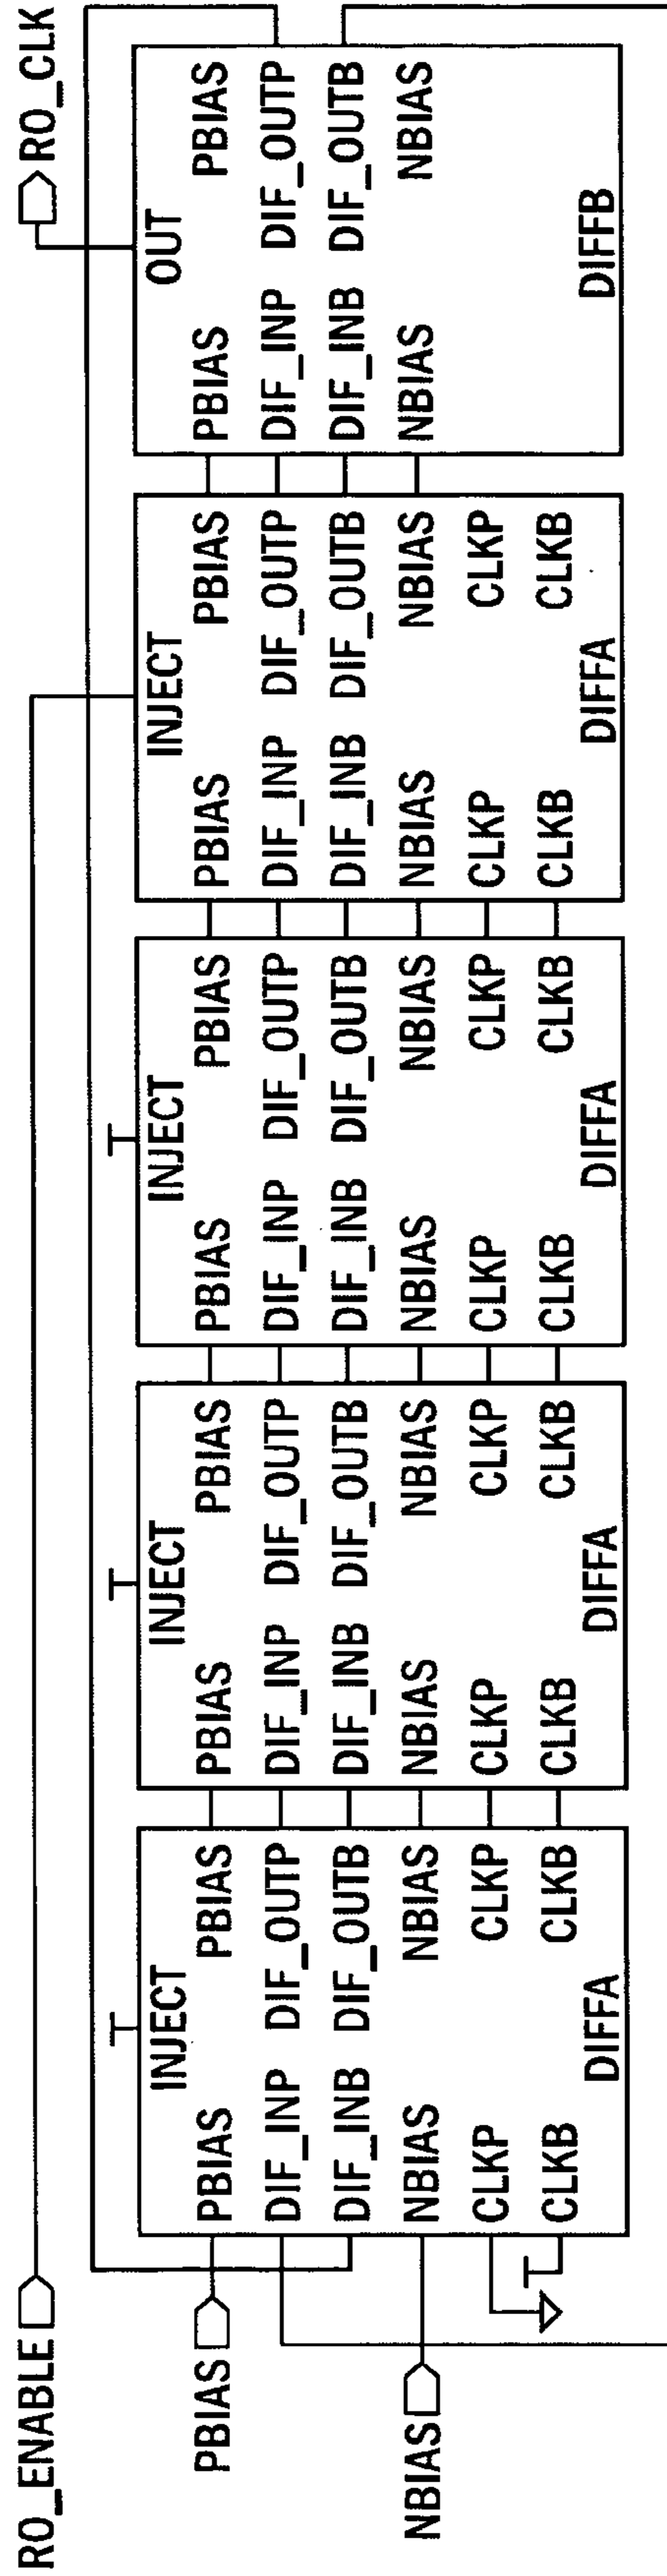 RO_ENABLE
RO_CLK
PBIAS
NBIAS
INJECT
PBIAS PBIAS
DIF_INP DIF_OUTP
DIF_INB DIF_OUTB
NBIAS NBIAS
CLKP CLKP
CLKB CLKB
DIFFA
INJECT
PBIAS PBIAS
DIF_INP DIF_OUTP
DIF_INB DIF_OUTB
NBIAS NBIAS
CLKP CLKP
CLKB CLKB
DIFFA
INJECT
PBIAS PBIAS
DIF_INP DIF_OUTP
DIF_INB DIF_OUTB
NBIAS NBIAS
CLKP CLKP
CLKB CLKB
DIFFA
INJECT
PBIAS PBIAS
DIF_INP DIF_OUTP
DIF_INB DIF_OUTB
NBIAS NBIAS
CLKP CLKP
CLKB CLKB
DIFFA
OUT
PBIAS PBIAS
DIF_INP DIF_OUTP
DIF_INB DIF_OUTB
NBIAS NBIAS
DIFFB